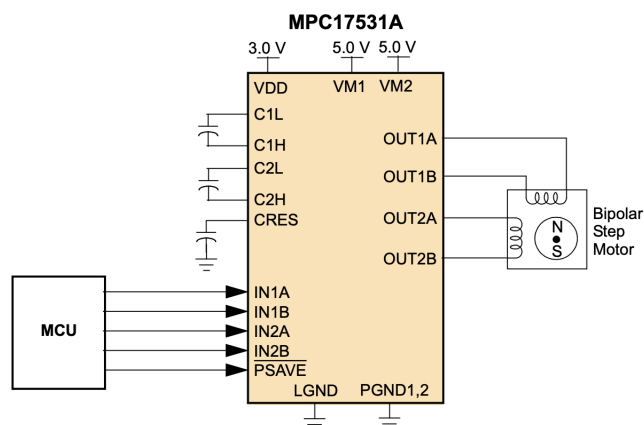 MPC17531A
3.0 V
5.0 V
5.0 V
VDD
VM1
VM2
C1L
C1H
C2L
C2H
CRES
OUT1A
OUT1B
OUT2A
OUT2B
N
S
Bipolar
Step
Motor
MCU
IN1A
IN1B
IN2A
IN2B
PSAVE
LGND
PGND1,2